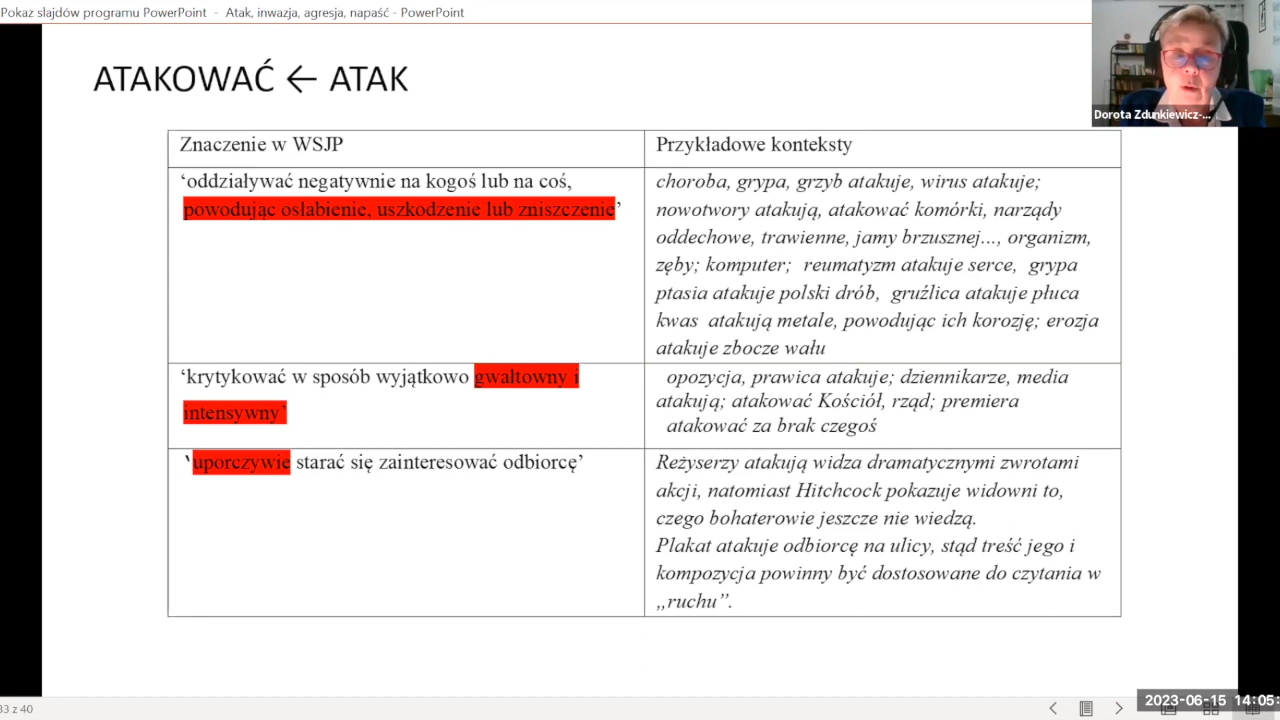 Pokaz slajdów programu PowerPoint - Atak, inwazja, agresja, napaść - PowerPoint
Dorota Zdunkiewicz-...
ATAKOWAĆ ← ATAK
Znaczenie w WSJP
Przykładowe konteksty
‘oddziaływać negatywnie na kogoś lub na coś,
powodując osłabienie, uszkodzenie lub zniszczenie’
choroba, grypa, grzyb atakuje, wirus atakuje;
nowotwory atakują, atakować komórki, narządy
oddechowe, trawienne, jamy brzusznej..., organizm,
zęby; komputer; reumatyzm atakuje serce, grypa
ptasia atakuje polski drób, gruźlica atakuje płuca
kwas atakują metale, powodując ich korozję; erozja
atakuje zbocze wału
‘krytykować w sposób wyjątkowo gwałtowny i
intensywny’
opozycja, prawica atakuje; dziennikarze, media
atakują; atakować Kościół, rząd; premiera
atakować za brak czegoś
‘uporczywie starać się zainteresować odbiorcę’
Reżyserzy atakują widza dramatycznymi zwrotami
akcji, natomiast Hitchcock pokazuje widowni to,
czego bohaterowie jeszcze nie wiedzą.
Plakat atakuje odbiorcę na ulicy, stąd treść jego i
kompozycja powinny być dostosowane do czytania w
„ruchu”.
33 z 40
2023-06-15 14:05: